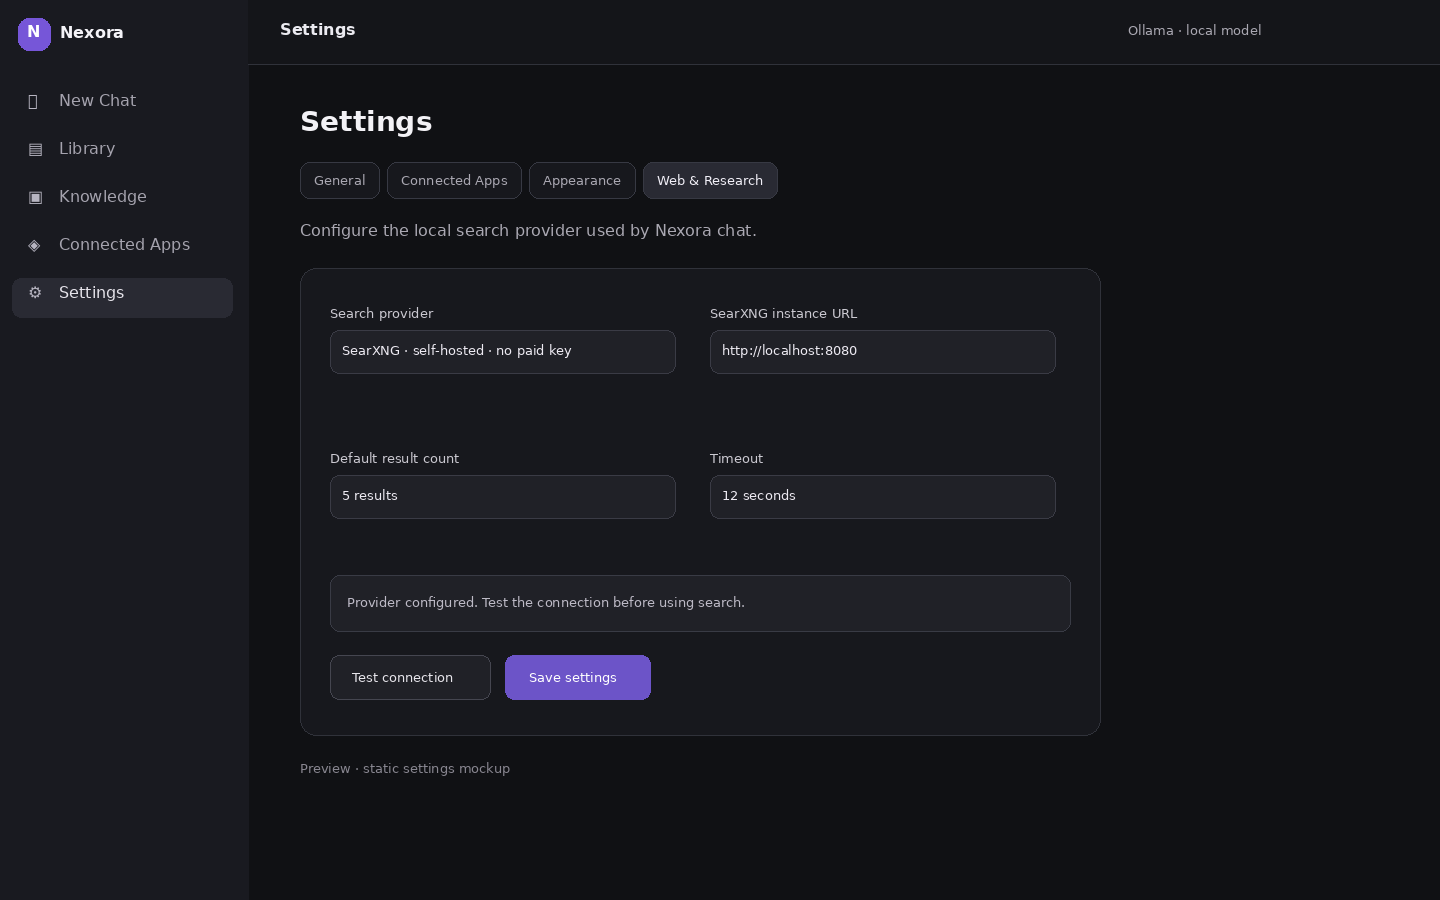 N Nexora
Settings
Ollama · local model
New Chat
Library
Knowledge
Connected Apps
Settings
Settings
General
Connected Apps
Appearance
Web & Research
Configure the local search provider used by Nexora chat.
Search provider
SearXNG instance URL
SearXNG · self-hosted · no paid key
http://localhost:8080
Default result count
Timeout
5 results
12 seconds
Provider configured. Test the connection before using search.
Test connection
Save settings
Preview · static settings mockup